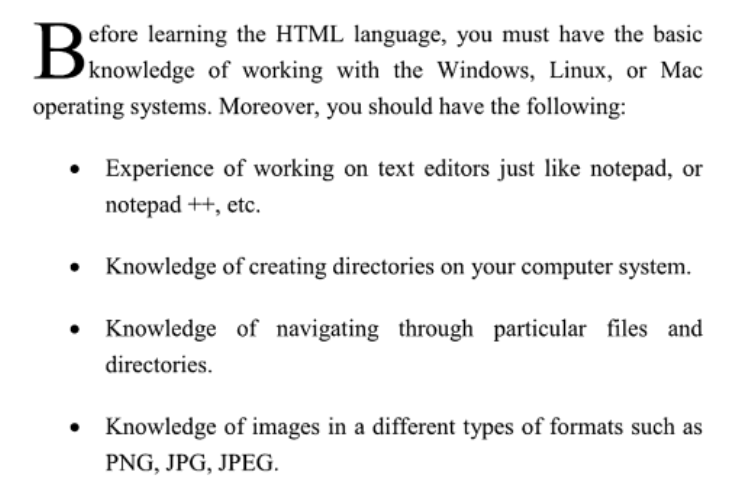 Before learning the HTML language, you must have the basic
knowledge of working with the Windows, Linux, or Mac
operating systems. Moreover, you should have the following:
• Experience of working on text editors just like notepad, or
notepad ++, etc.
• Knowledge of creating directories on your computer system.
• Knowledge of navigating through particular files and
directories.
• Knowledge of images in a different types of formats such as
PNG, JPG, JPEG.